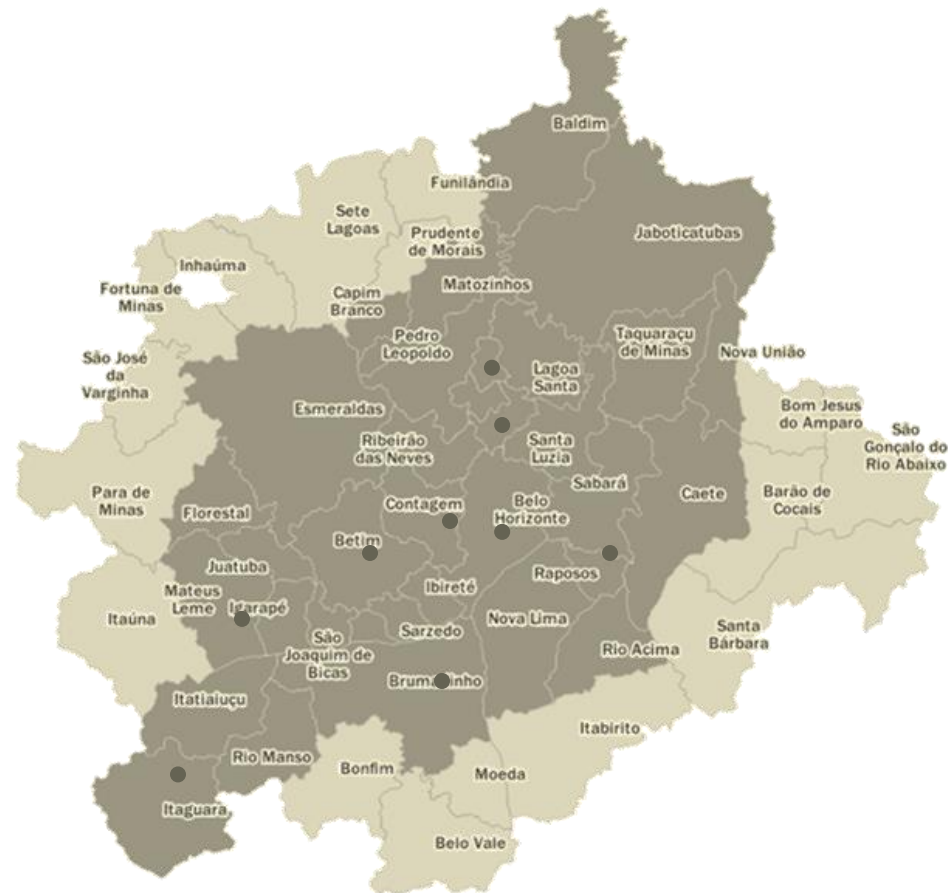 Baldim
Funilândia
Sete
Lagoas
Prudente
de Morais
Jaboticatubas
Inhaúma
Fortuna de
Minas
Capim
Branco
Matozinhos
Pedro
Leopoldo
Taquaraçu
de Minas
Nova União
São José
da
Varginha
Lagoa
Santa
Esmeraldas
Bom Jesus
do Amparo
São
Gonçalo do
Rio Abaixo
Ribeirão
das Neves
Santa
Luzia
Sabará
Para de
Minas
Florestal
Contagem
Belo
Horizonte
Caete
Barão de
Cocais
Betim
Juatuba
Mateus
Leme
Igarapé
Ibireté
Raposos
Itaúna
São
Joaquim de
Bicas
Sarzedo
Nova Lima
Rio Acima
Santa
Bárbara
Brumadinho
Itatiaiuçu
Itabirito
Rio Manso
Bonfim
Moeda
Itaguara
Belo Vale